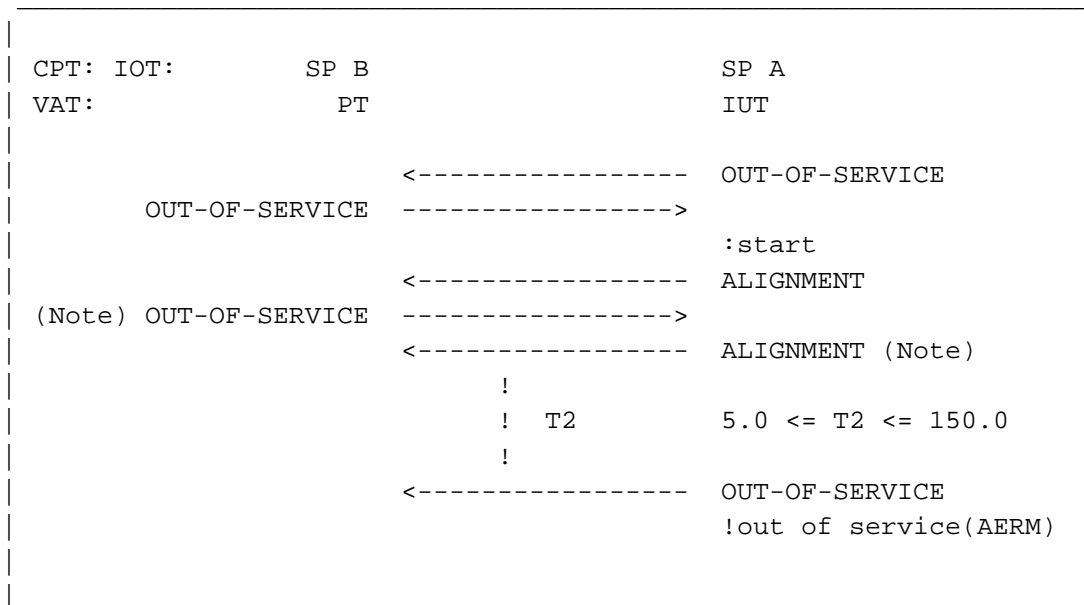 CPT: IOT: SP B SP A
VAT: PT IUT
<----------------- OUT-OF-SERVICE
OUT-OF-SERVICE ----------------->
:start
<----------------- ALIGNMENT
(Note) OUT-OF-SERVICE ----------------->
<----------------- ALIGNMENT (Note)
!
! T2 5.0 <= T2 <= 150.0
!
<----------------- OUT-OF-SERVICE
!out of service(AERM)